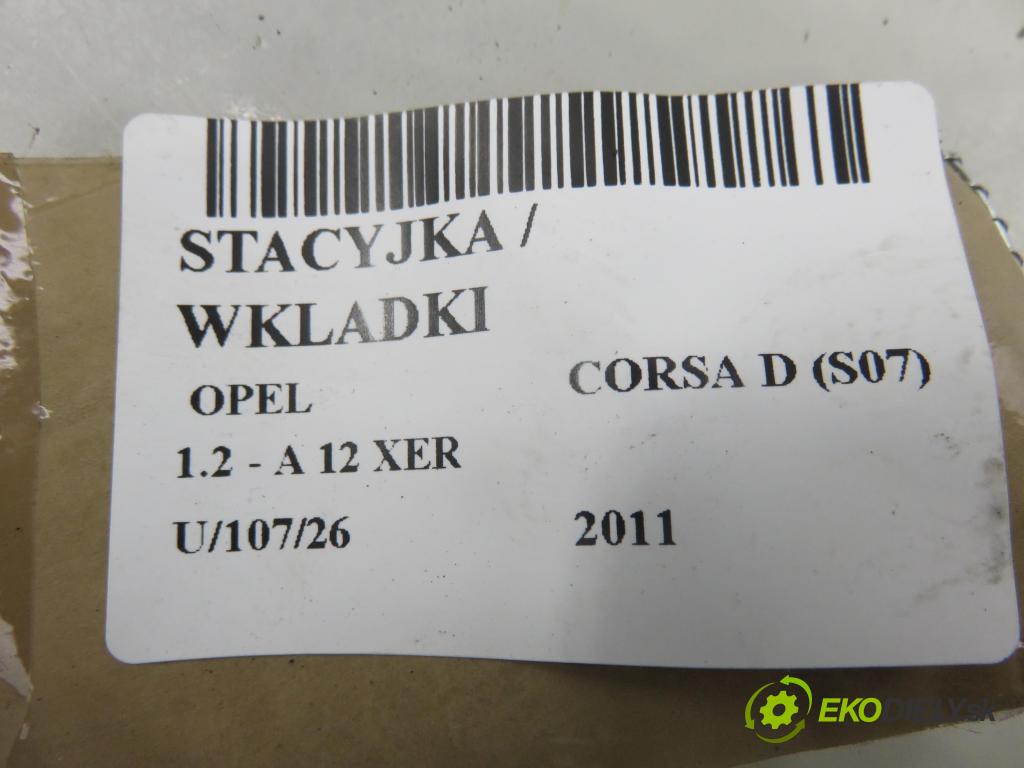 STACYJKA /
WKLADKI
OPEL CORSA D (S07)
1.2 - A 12 XER
U/107/26 2011
EKODIELY.sk